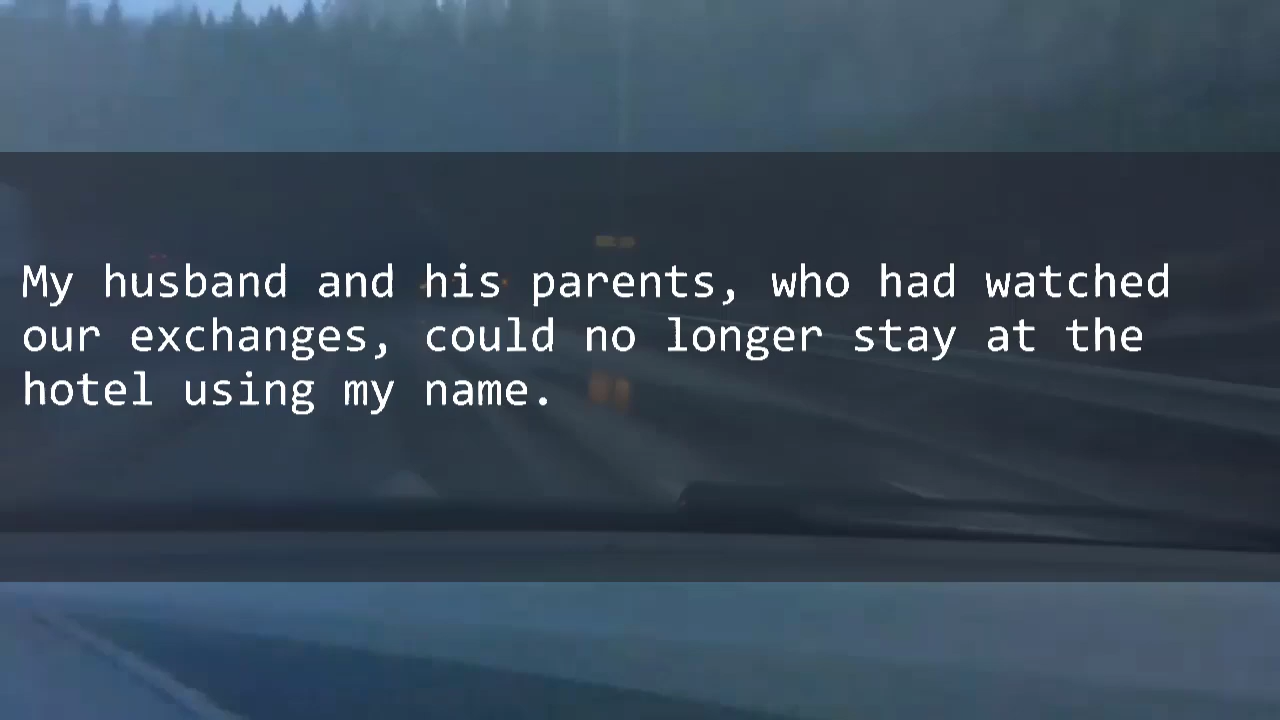 My husband and his parents, who had watched
our exchanges, could no longer stay at the
hotel using my name.